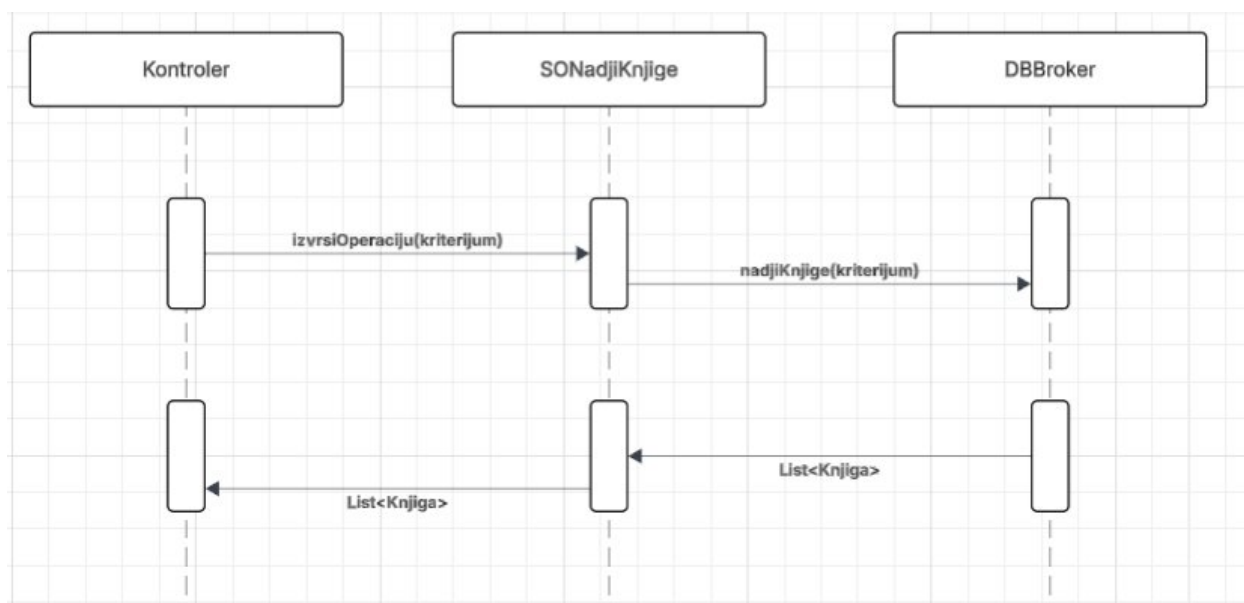 Kontroler
SONadjiKnjige
DBBroker
izvrsiOperaciju(kriterijum)
nadjiKnjige(kriterijum)
List<Knjiga>
List<Knjiga>